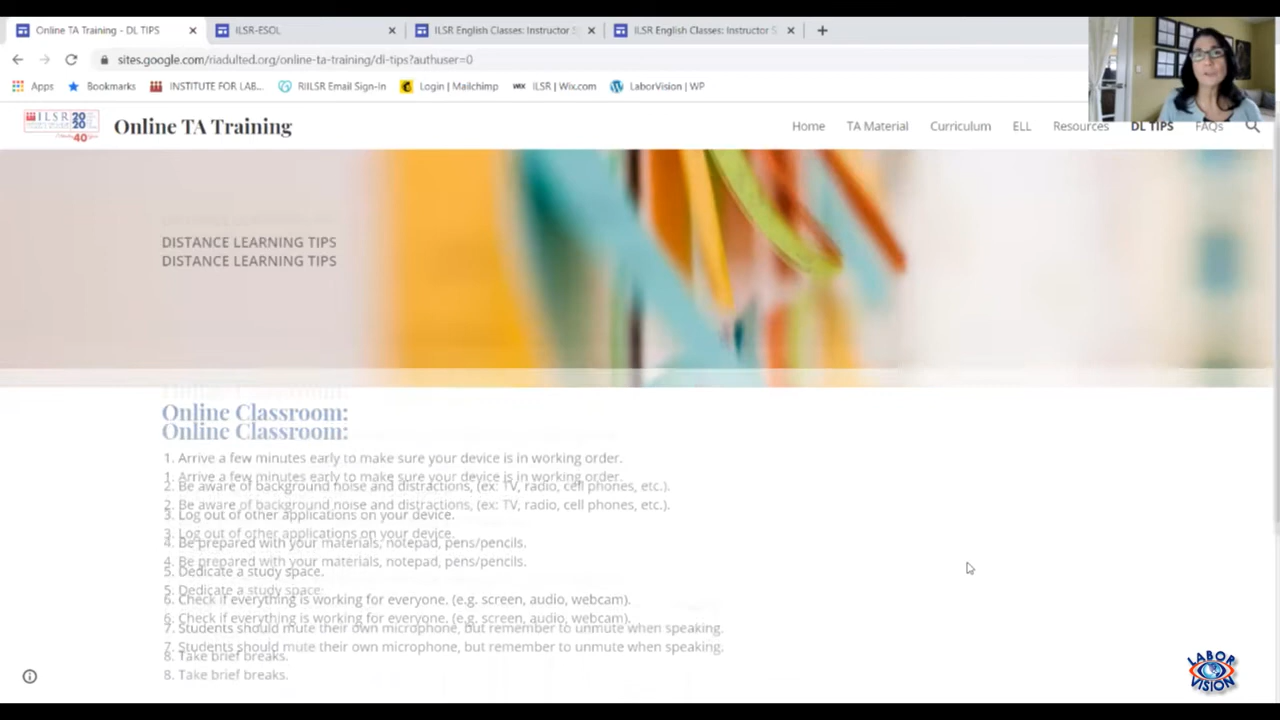 Online TA Training - DL TIPS
ILSR-ESOL
ILSR English Classes: Instructor S
ILSR English Classes: Instructor S
sites.google.com/riadulted.org/online-ta-training/dl-tips?authuser=0
Apps
Bookmarks
INSTITUTE FOR LAB...
RIILSR Email Sign-In
Login | Mailchimp
WIX ILSR | Wix.com
LaborVision | WP
ILSR 2020
40
Online TA Training
Home
TA Material
Curriculum
ELL
Resources
DL TIPS
FAQs
DISTANCE LEARNING TIPS
DISTANCE LEARNING TIPS
Online Classroom:
Online Classroom:
1. Arrive a few minutes early to make sure your device is in working order.
1. Arrive a few minutes early to make sure your device is in working order.
2. Be aware of background noise and distractions, (ex: TV, radio, cell phones, etc.).
2. Be aware of background noise and distractions, (ex: TV, radio, cell phones, etc.).
3. Log out of other applications on your device.
3. Log out of other applications on your device.
4. Be prepared with your materials, notepad, pens/pencils.
4. Be prepared with your materials, notepad, pens/pencils.
5. Dedicate a study space.
5. Dedicate a study space.
6. Check if everything is working for everyone. (e.g. screen, audio, webcam).
6. Check if everything is working for everyone. (e.g. screen, audio, webcam).
7. Students should mute their own microphone, but remember to unmute when speaking.
7. Students should mute their own microphone, but remember to unmute when speaking.
8. Take brief breaks.
8. Take brief breaks.
LABOR
VISION